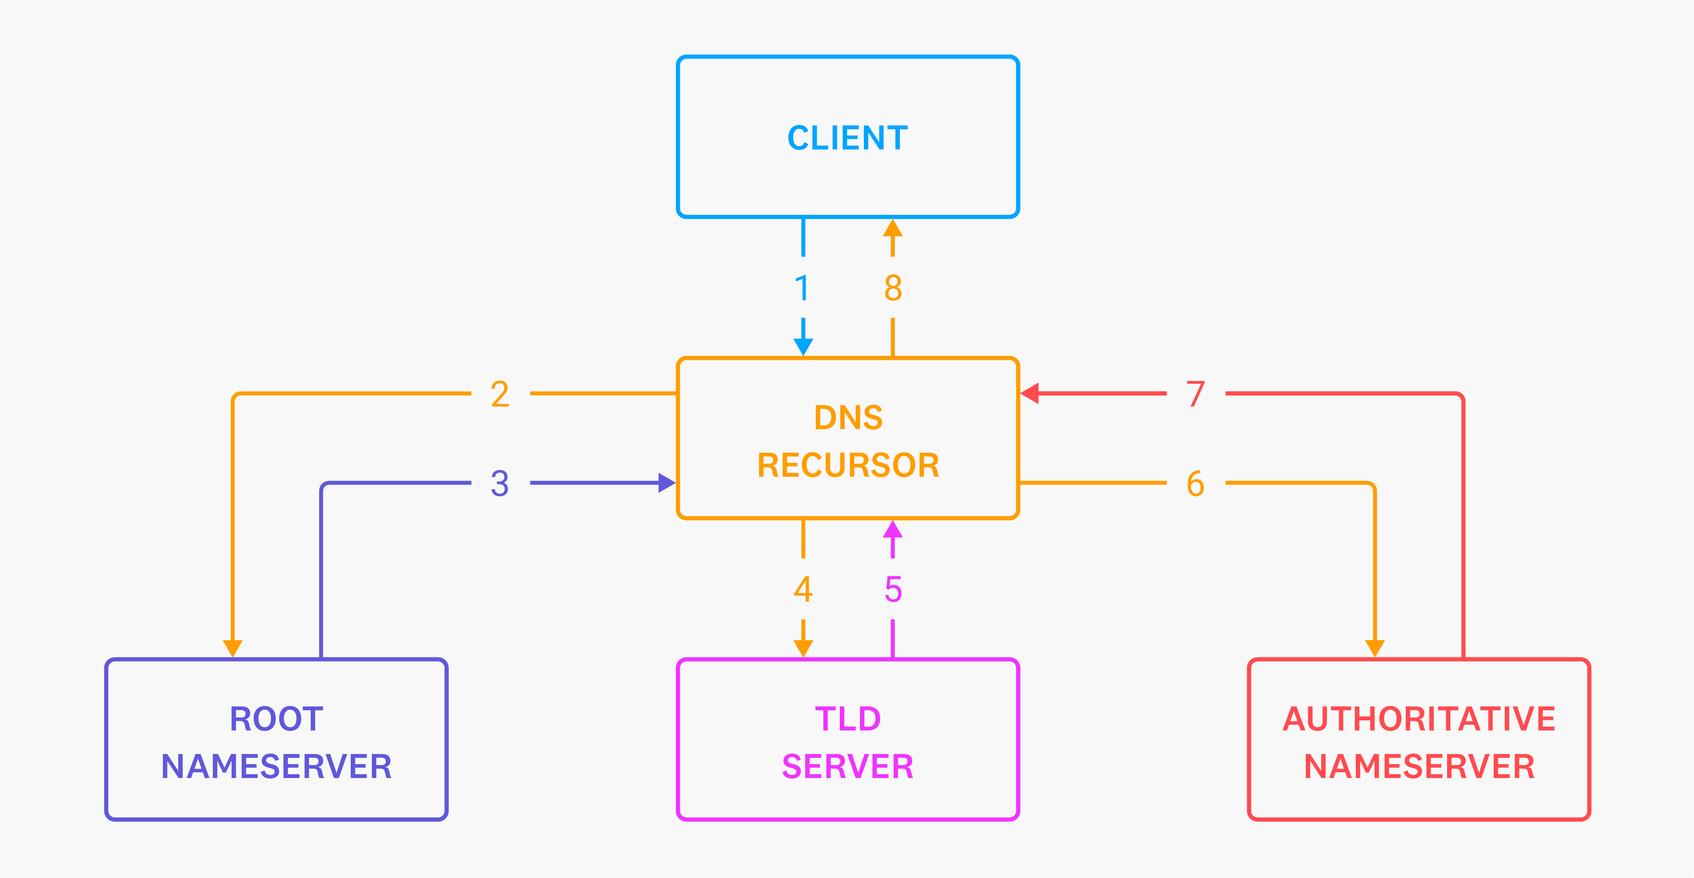 CLIENT
1
8
2
7
DNS
RECURSOR
3
6
4
5
ROOT
NAMESERVER
TLD
SERVER
AUTHORITATIVE
NAMESERVER